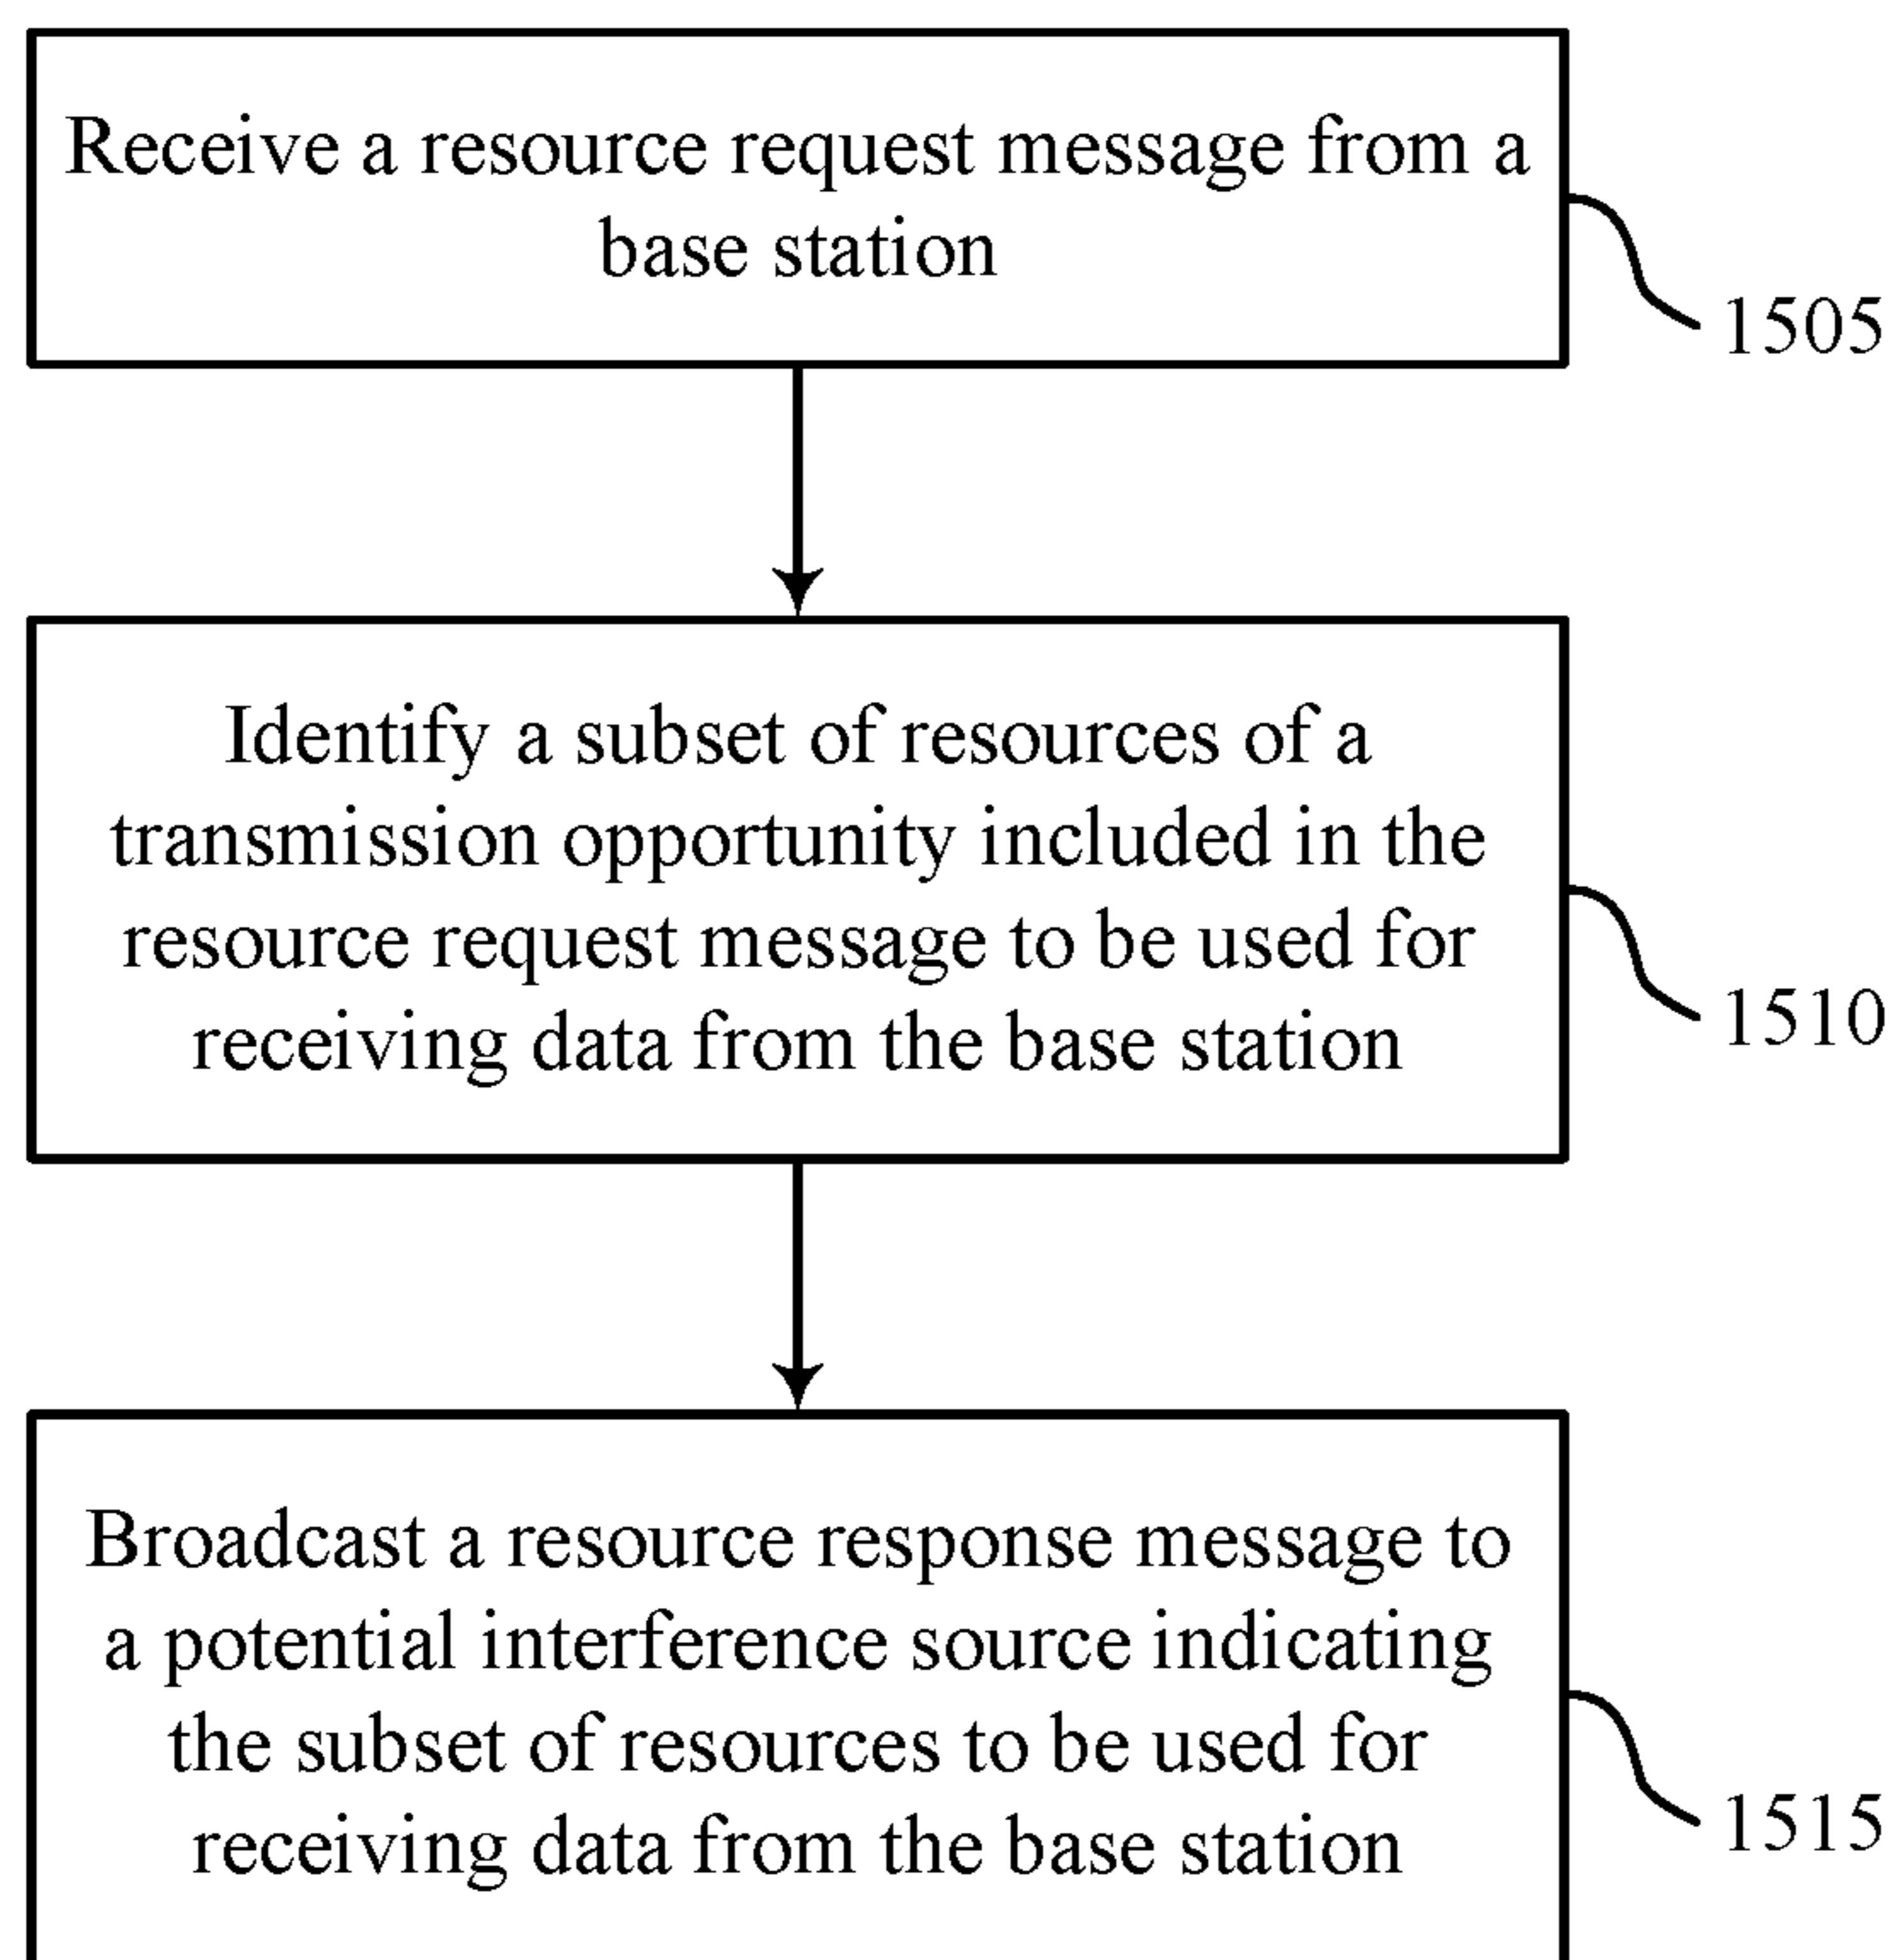 Receive a resource request message from a
base station
1505
Identify a subset of resources of a
transmission opportunity included in the
resource request message to be used for
receiving data from the base station
1510
Broadcast a resource response message to
a potential interference source indicating
the subset of resources to be used for
receiving data from the base station
1515